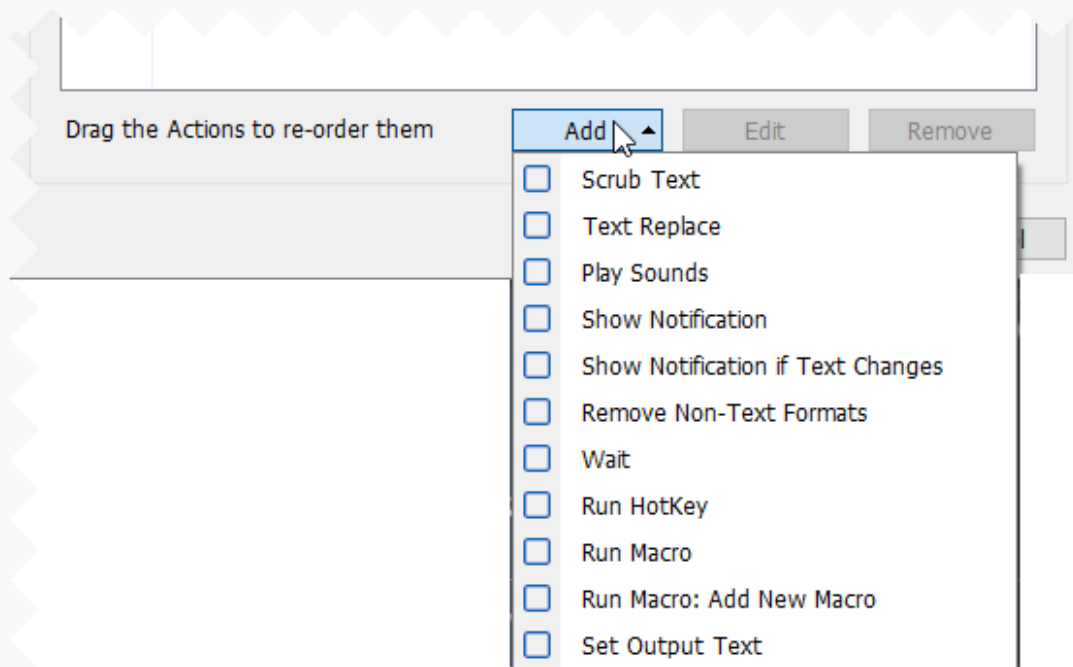 Drag the Actions to re-order them
Add
Edit
Remove
Scrub Text
Text Replace
Play Sounds
Show Notification
Show Notification if Text Changes
Remove Non-Text Formats
Wait
Run HotKey
Run Macro
Run Macro: Add New Macro
Set Output Text